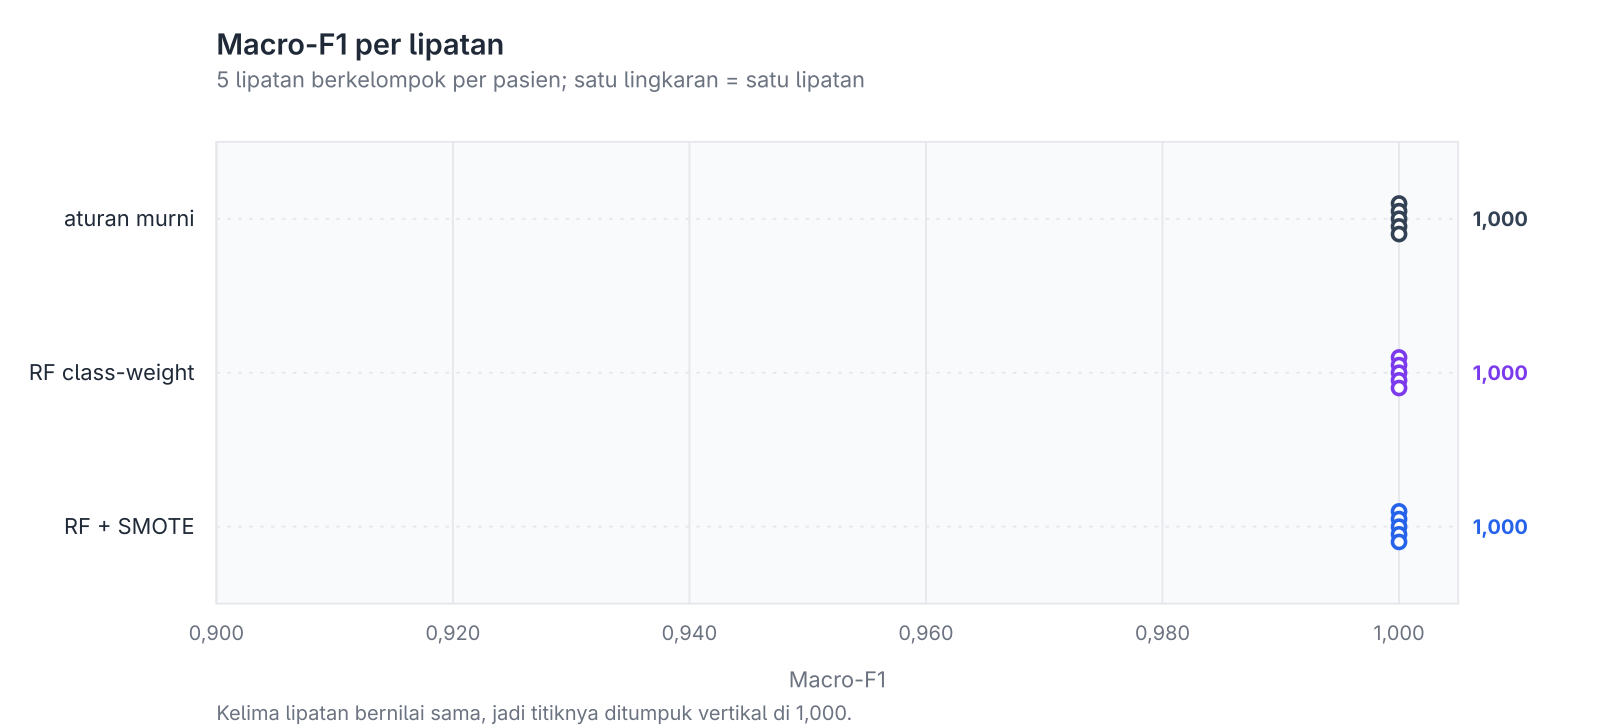 Macro-F1 per lipatan
5 lipatan berkelompok per pasien; satu lingkaran = satu lipatan
aturan murni
1,000
RF class-weight
1,000
RF + SMOTE
1,000
0,900
0,920
0,940
0,960
0,980
1,000
Macro-F1
Kelima lipatan bernilai sama, jadi titiknya ditumpuk vertikal di 1,000.